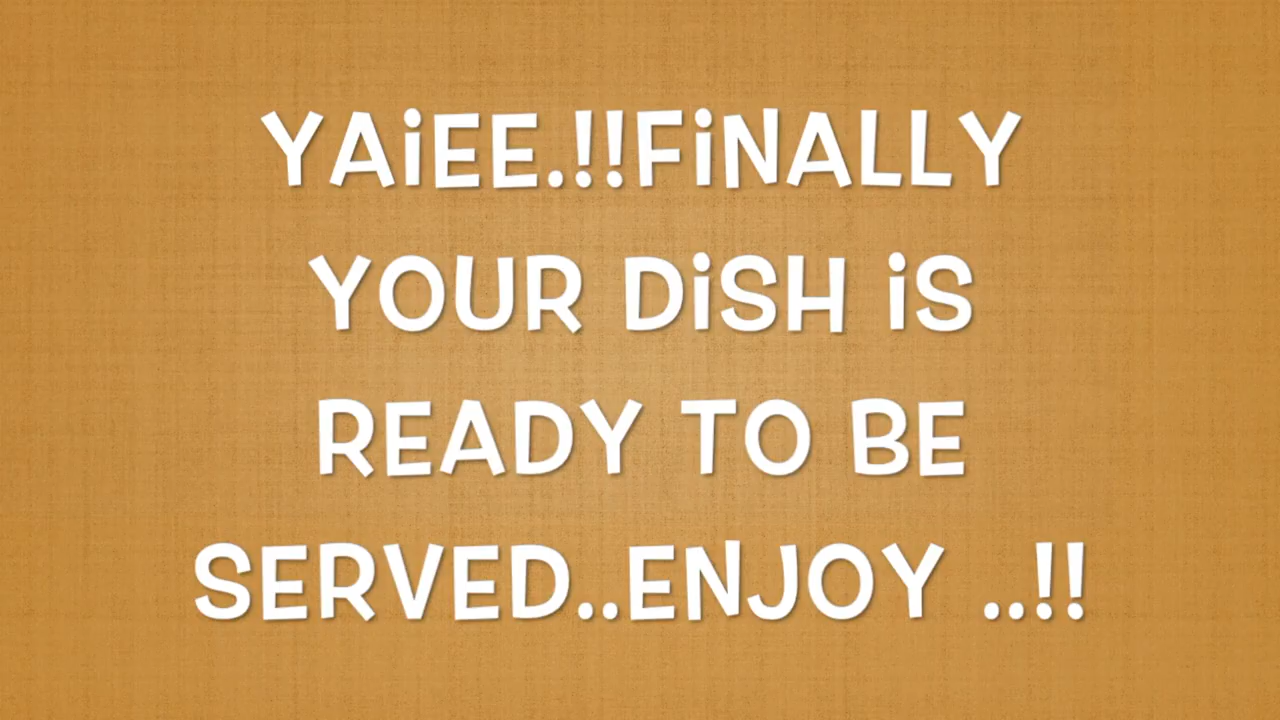 YAiEE.!!FiNALLY
YOUR DiSH iS
READY TO BE
SERVED..ENJOY ..!!